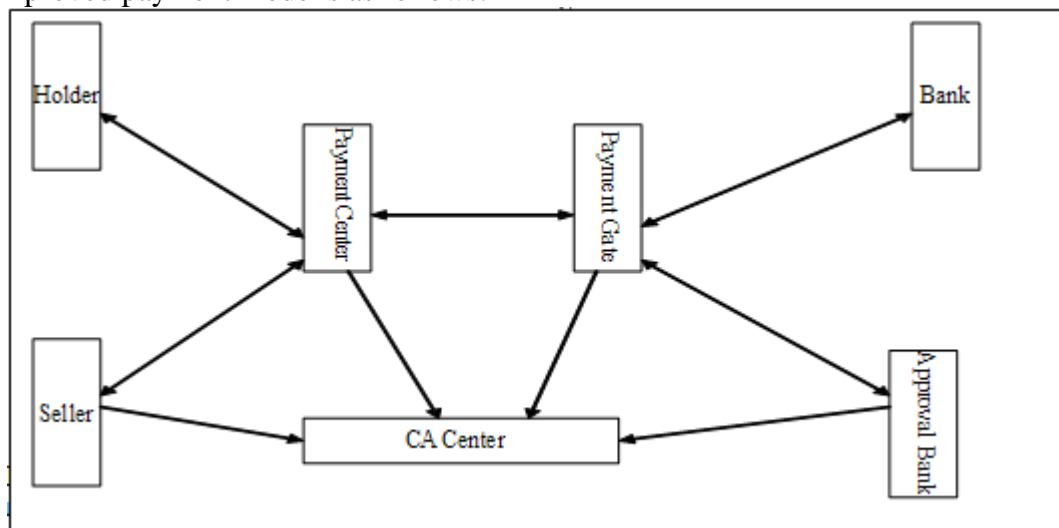 Holder
Bank
Payment Center
Payment Gate
Seller
CA Center
Approval Bank